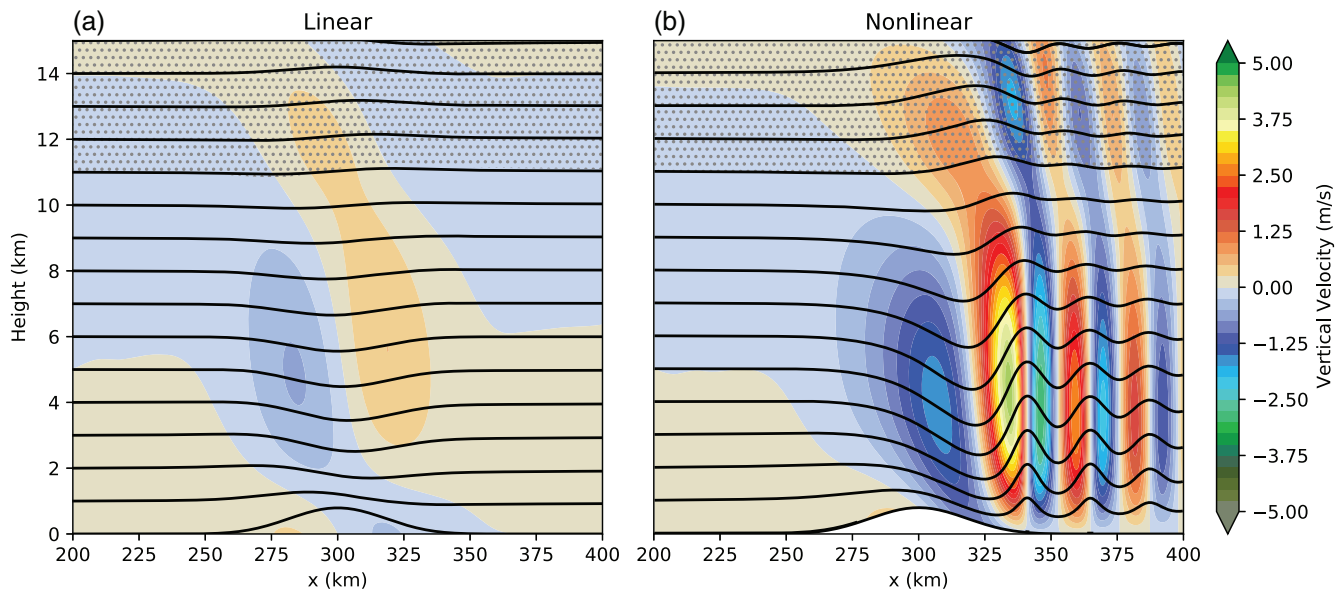 (a) Linear
(b) Nonlinear
14
12
10
8
6
4
2
0
Height (km)
200 225 250 275 300 325 350 375 400
x (km)
200 225 250 275 300 325 350 375 400
x (km)
5.00
3.75
2.50
1.25
0.00
−1.25
−2.50
−3.75
−5.00
Vertical Velocity (m/s)